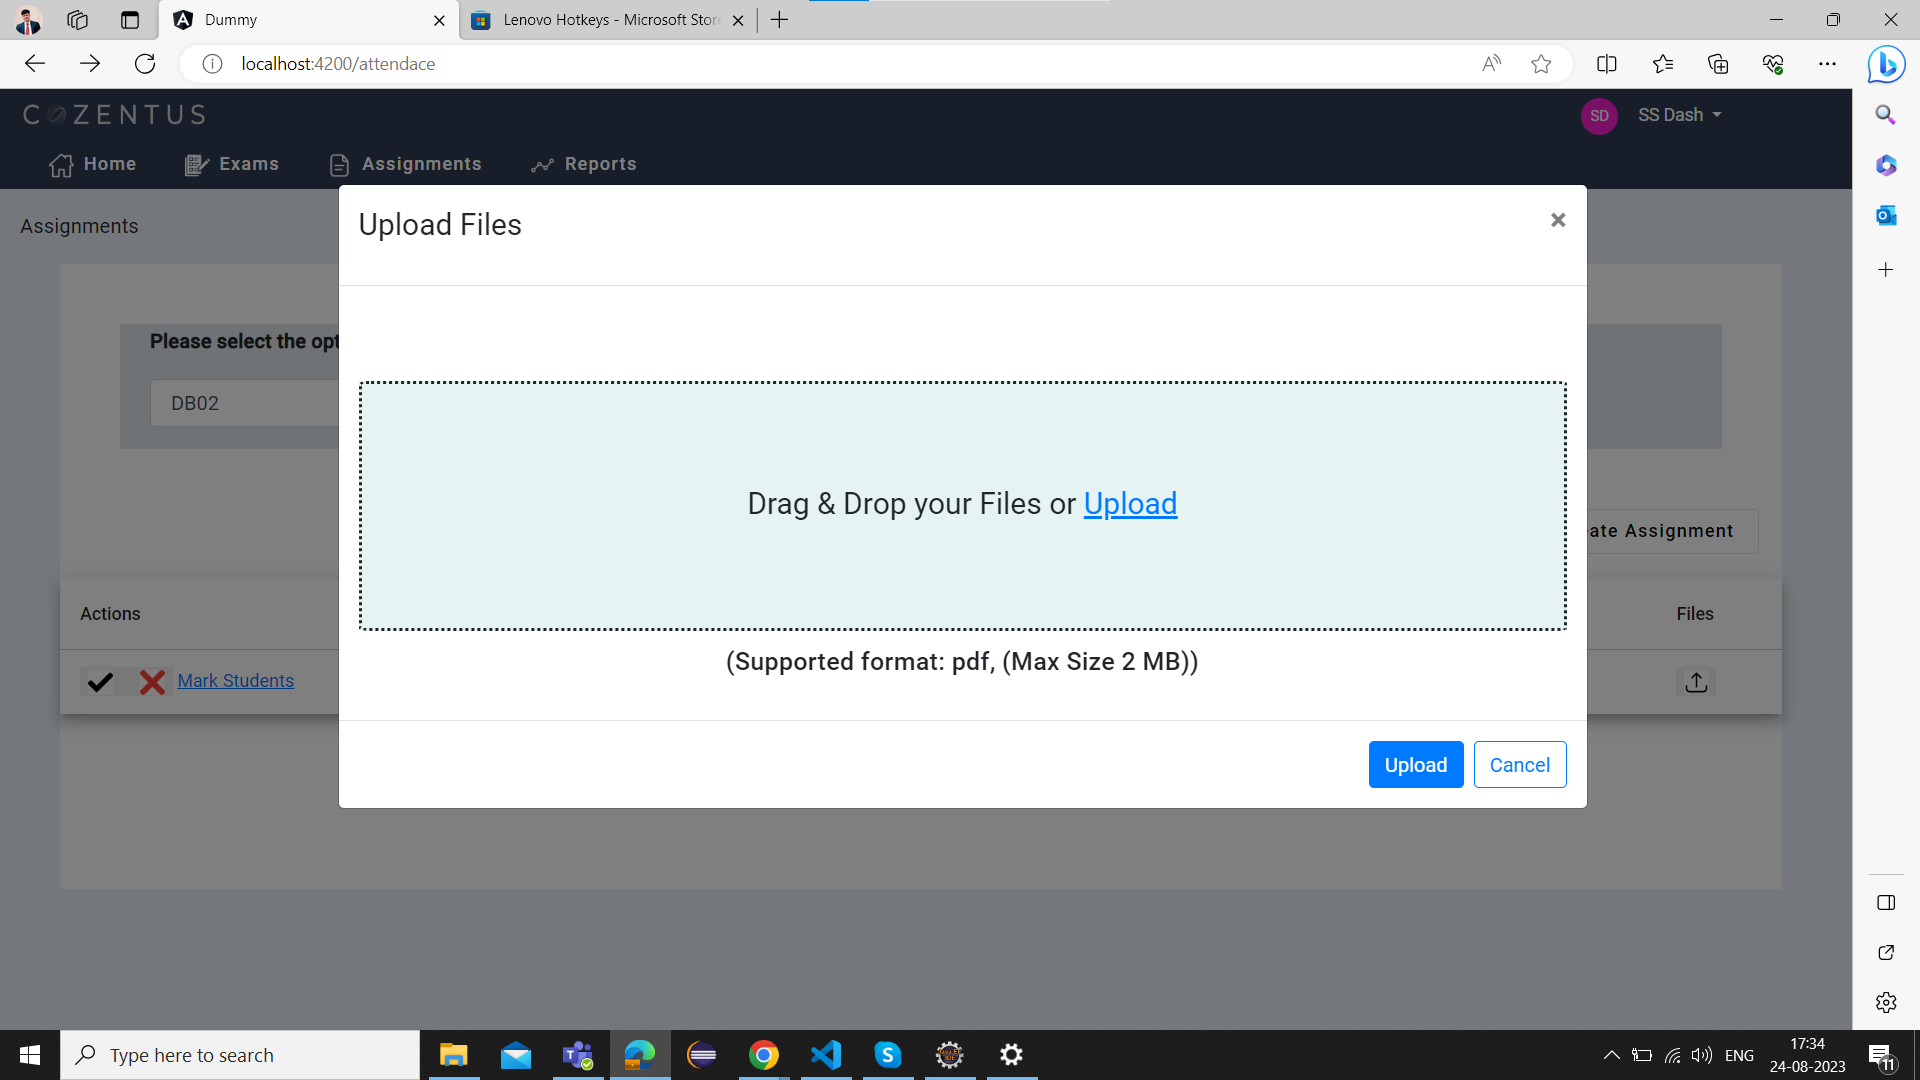 Dummy
Lenovo Hotkeys - Microsoft Stor
localhost:4200/attendace
COZENTUS
SD
SS Dash
Home
Exams
Assignments
Reports
Assignments
Upload Files
×
Please select the opt
DB02
Drag & Drop your Files or Upload
ate Assignment
(Supported format: pdf, (Max Size 2 MB))
Actions
Files
Mark Students
Upload
Cancel
Type here to search
ENG
17:34
24-08-2023
11